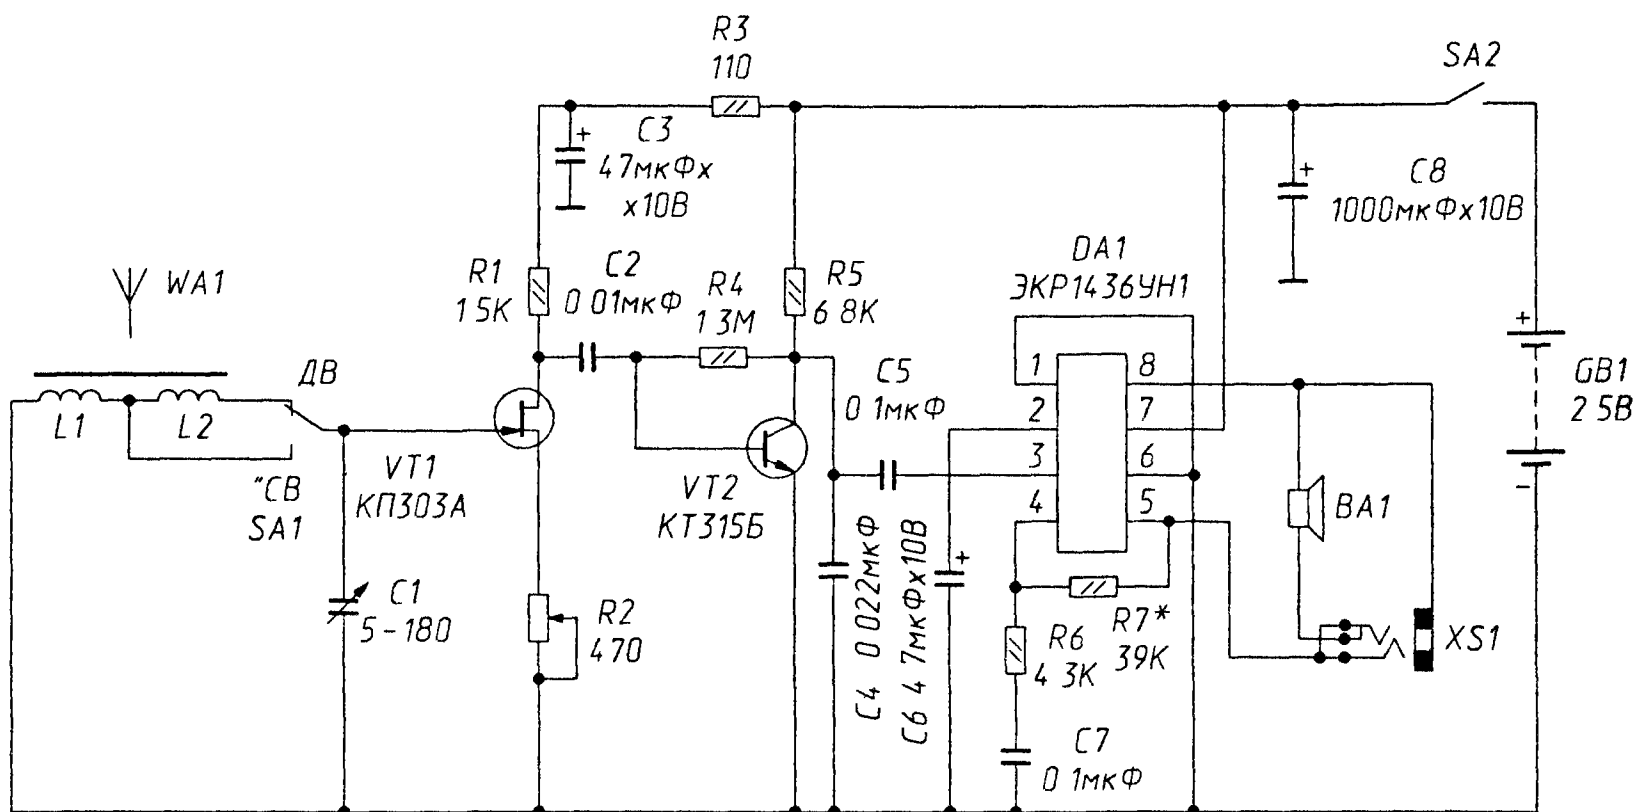 R3
110
SA2
C3
47мкФх
х10В
C8
1000мкФх10В
DA1
ЭКР1436УН1
WA1
R1
1 5К
C2
0 01мкФ
R4
1 3М
R5
6 8К
ДВ
L1
L2
"СВ
SA1
VT1
КП303А
VT2
КТ315Б
C5
0 1мкФ
1
2
3
4
8
7
6
5
+
+
+
+
-
GB1
2 5В
BA1
C1
5-180
R2
470
C4 0 022мкФ
C6 4 7мкФх10В
R6
4 3К
R7*
39К
XS1
C7
0 1мкФ